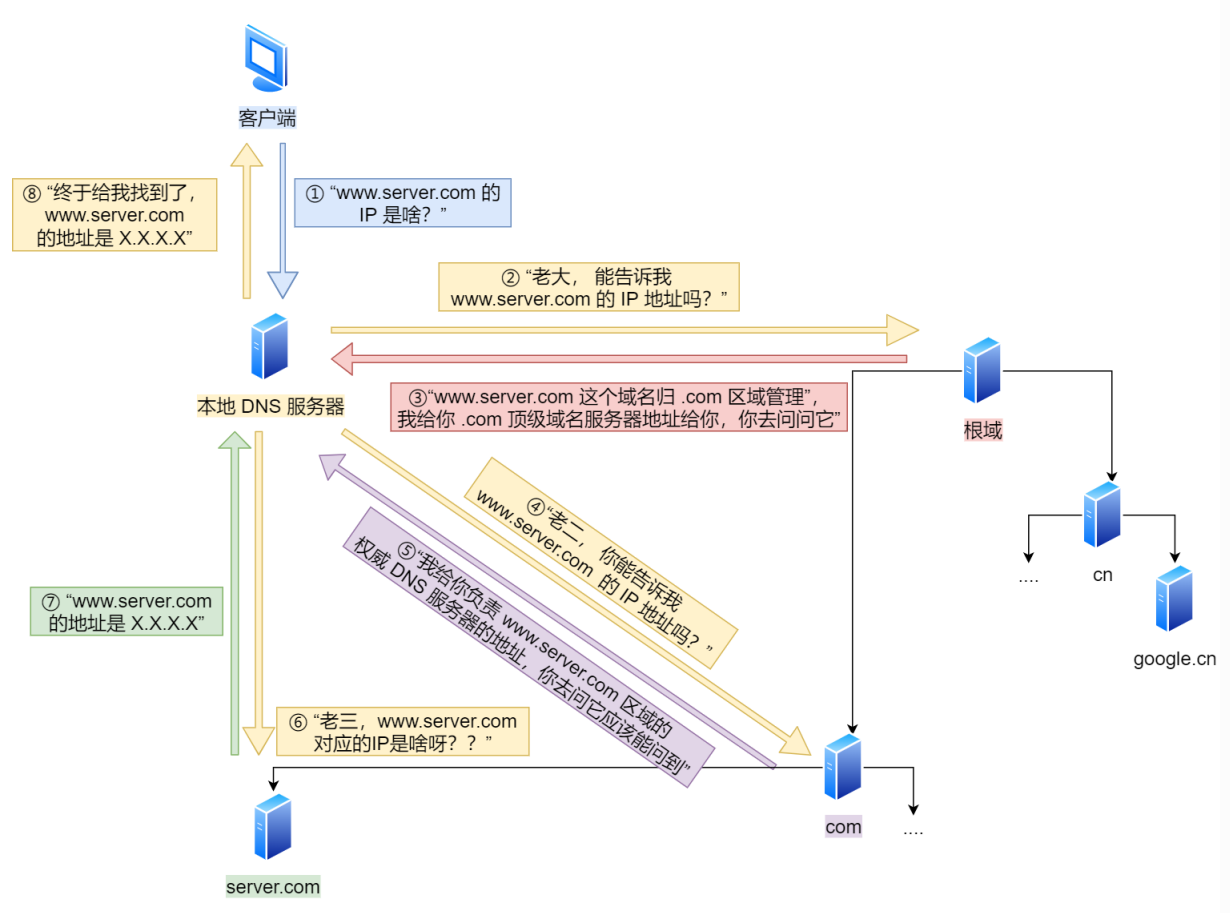 客户端
⑧ “终于给我找到了，
www.server.com
的地址是 X.X.X.X”
① “www.server.com 的
IP 是啥？”
② “老大， 能告诉我
www.server.com 的 IP 地址吗？”
本地 DNS 服务器
③“www.server.com 这个域名归 .com 区域管理”，
我给你 .com 顶级域名服务器地址给你，你去问问它”
根域
④“老二， 你能告诉我
www.server.com 的 IP 地址吗？”
⑤“我给你负责 www.server.com 区域的
权威 DNS 服务器的地址，你去问它应该能问到”
....
cn
google.cn
⑦ “www.server.com
的地址是 X.X.X.X”
⑥ “老三，www.server.com
对应的IP是啥呀？？”
com
....
server.com